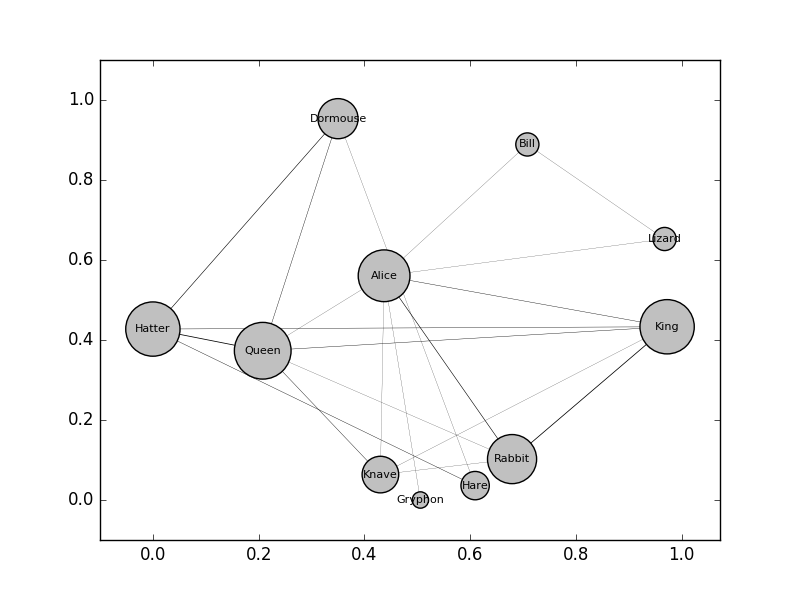 1.0
0.8
0.6
0.4
0.2
0.0
0.0 0.2 0.4 0.6 0.8 1.0
Dormouse
Bill
Lizard
Alice
Hatter
King
Queen
Rabbit
Knave
Hare
Gryphon